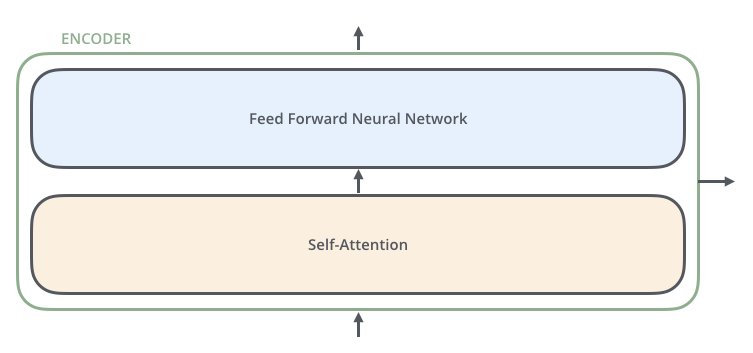 ENCODER
Feed Forward Neural Network
Self-Attention